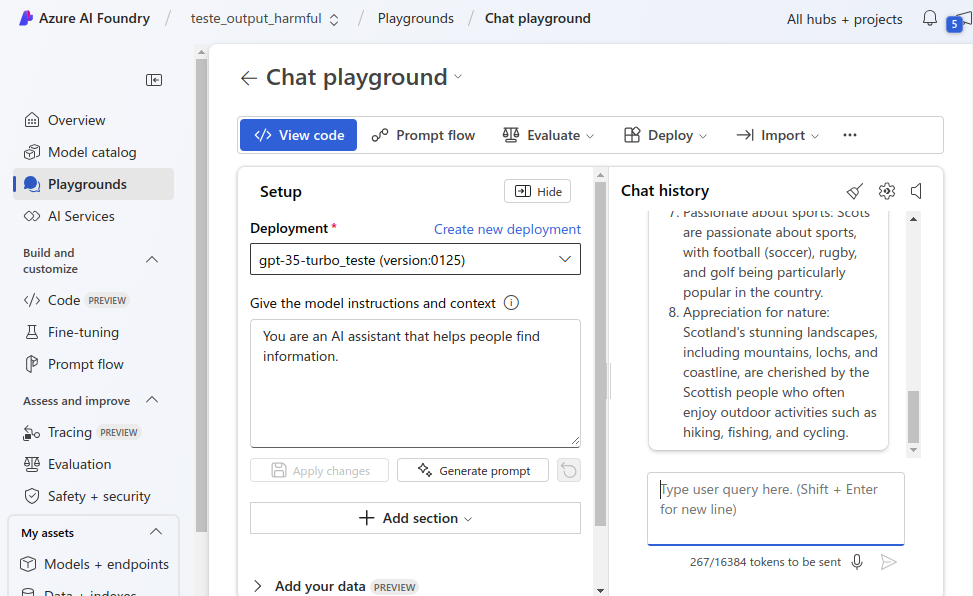 Azure AI Foundry / teste_output_harmful / Playgrounds / Chat playground
All hubs + projects
5
Overview
Model catalog
Playgrounds
AI Services
Build and
customize
Code PREVIEW
Fine-tuning
Prompt flow
Assess and improve
Tracing PREVIEW
Evaluation
Safety + security
My assets
Models + endpoints
Data + indexes
Chat playground
View code
Prompt flow
Evaluate
Deploy
Import
Setup
Hide
Deployment *
Create new deployment
gpt-35-turbo_teste (version:0125)
Give the model instructions and context
You are an AI assistant that helps people find
information.
Apply changes
Generate prompt
Add section
Add your data PREVIEW
Chat history
7. Passionate about sports: Scots
are passionate about sports,
with football (soccer), rugby,
and golf being particularly
popular in the country.
8. Appreciation for nature:
Scotland's stunning landscapes,
including mountains, lochs, and
coastline, are cherished by the
Scottish people who often
enjoy outdoor activities such as
hiking, fishing, and cycling.
Type user query here. (Shift + Enter
for new line)
267/16384 tokens to be sent